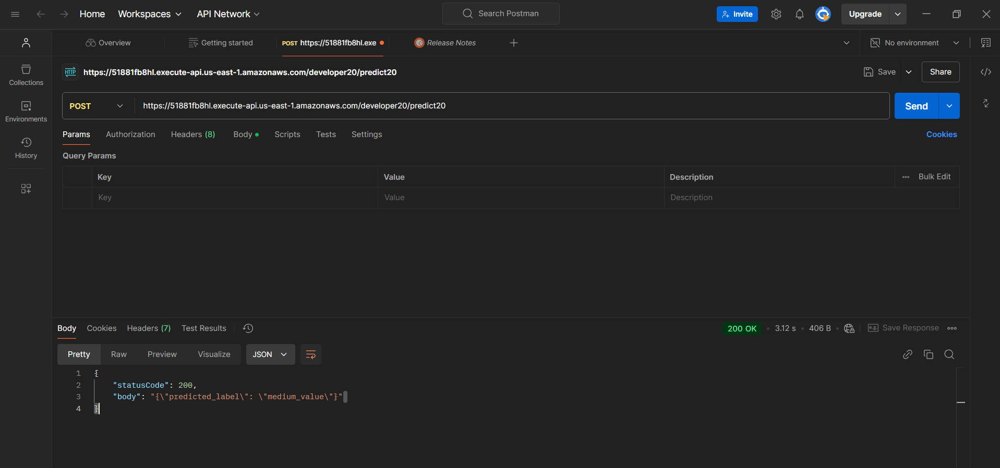 Home Workspaces API Network Search Postman Invite Upgrade
Overview Getting started POST https://51881fb8hl.exe Release Notes No environment
HTTP https://51881fb8hl.execute-api.us-east-1.amazonaws.com/developer20/predict20 Save Share
Collections
POST https://51881fb8hl.execute-api.us-east-1.amazonaws.com/developer20/predict20 Send
Environments
Params Authorization Headers (8) Body Scripts Tests Settings Cookies
History
Query Params
Key Value Description Bulk Edit
Key Value Description
Body Cookies Headers (7) Test Results 200 OK 3.12 s 406 B e.g. Save Response
Pretty Raw Preview Visualize JSON
1 {
2 "statusCode": 200,
3 "body": "{\"predicted_label\": \"medium_value\"}"
4 }